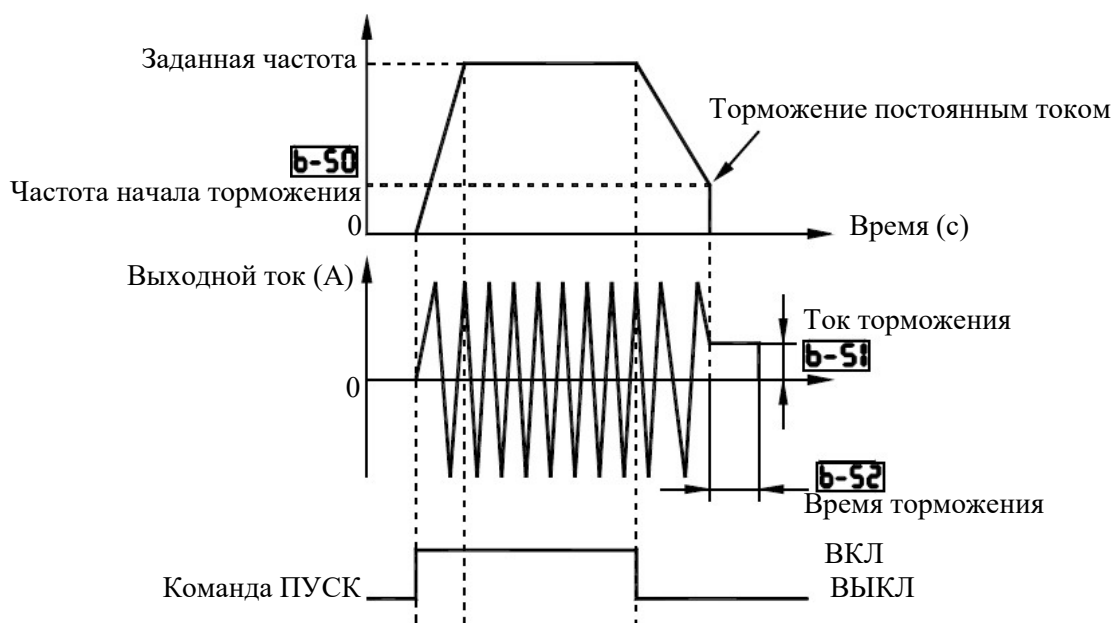 Заданная частота
Торможение постоянным током
b-50
Частота начала торможения
0
Время (с)
Выходной ток (А)
Ток торможения
b-51
0
b-52
Время торможения
ВКЛ
Команда ПУСК
ВЫКЛ